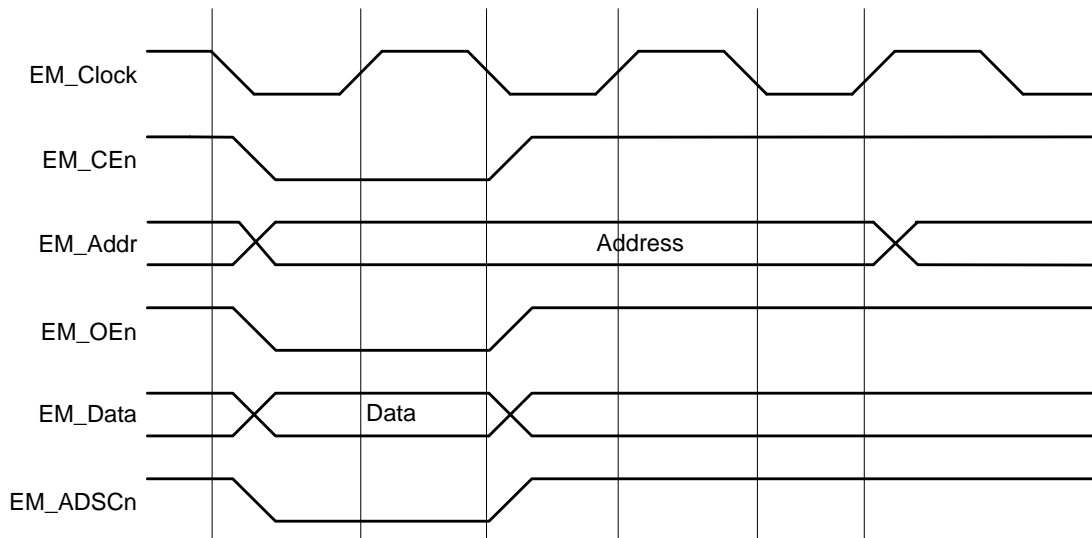 EM_Clock
EM_CEn
EM_Addr
Address
EM_OEn
EM_Data
Data
EM_ADSCn